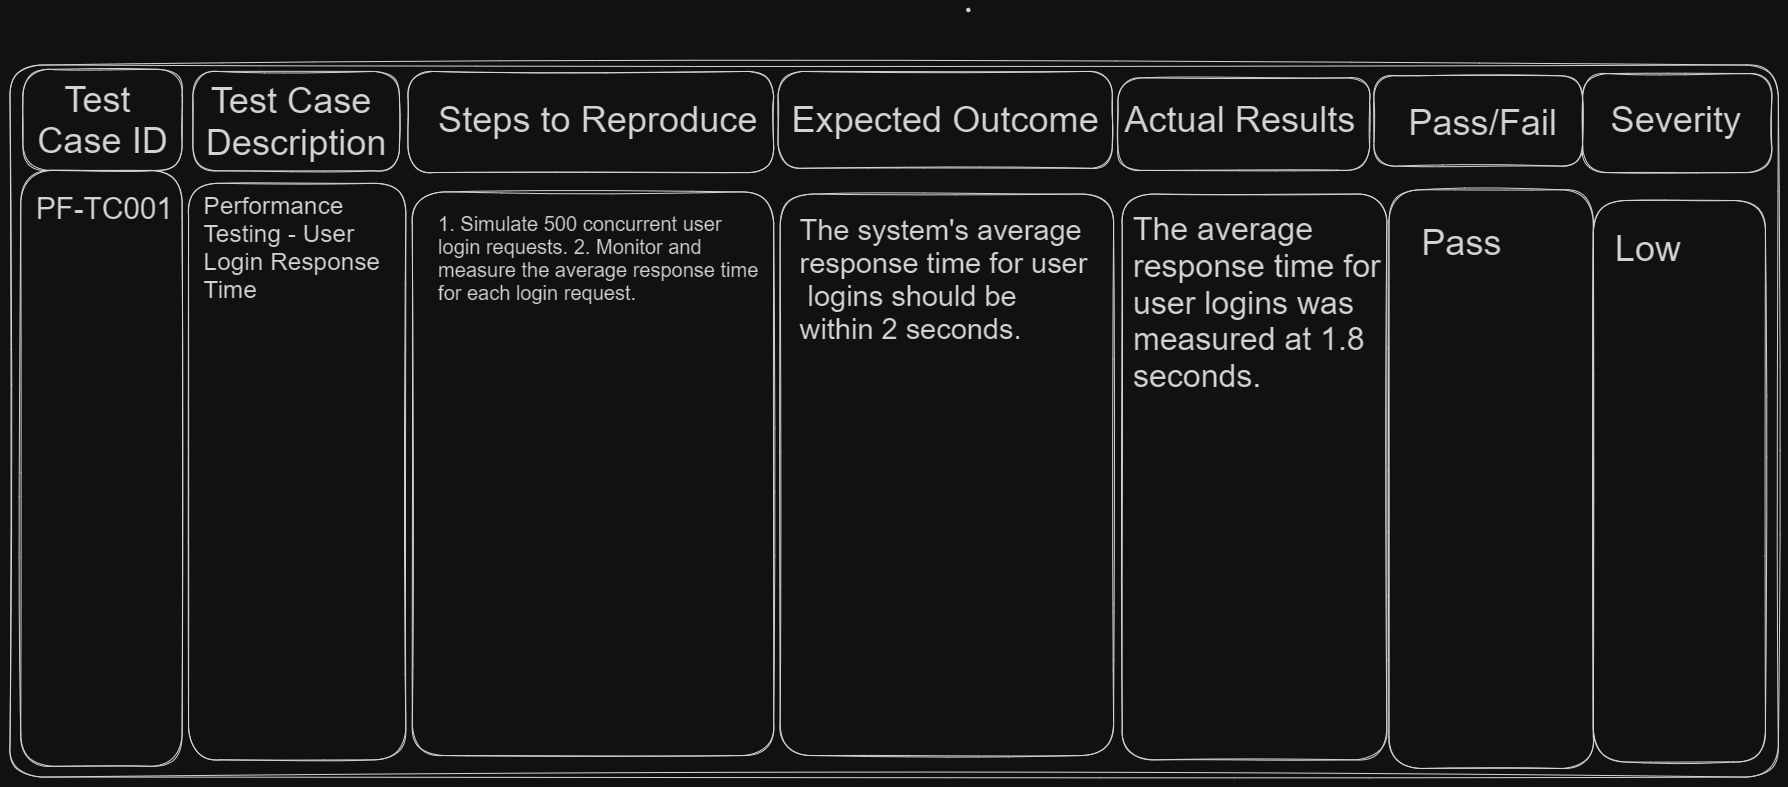 Test
Case ID
Test Case
Description
Steps to Reproduce
Expected Outcome
Actual Results
Pass/Fail
Severity
PF-TC001
Performance
Testing - User
Login Response
Time
1. Simulate 500 concurrent user
login requests. 2. Monitor and
measure the average response time
for each login request.
The system's average
response time for user
logins should be
within 2 seconds.
The average
response time for
user logins was
measured at 1.8
seconds.
Pass
Low